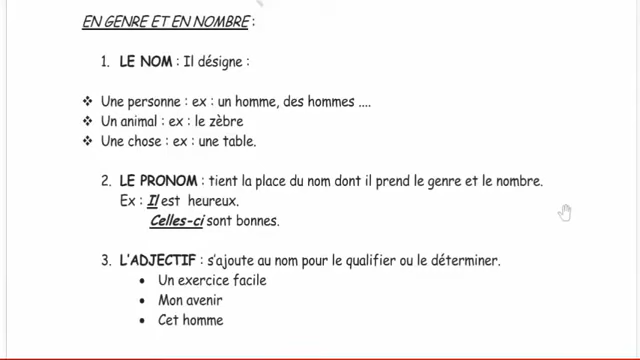 EN GENRE ET EN NOMBRE :
1. LE NOM : Il désigne :
❖ Une personne : ex : un homme, des hommes ....
❖ Un animal : ex : le zèbre
❖ Une chose : ex : une table.
2. LE PRONOM : tient la place du nom dont il prend le genre et le nombre.
Ex : Il est heureux.
Celles-ci sont bonnes.
3. L'ADJECTIF : s'ajoute au nom pour le qualifier ou le déterminer.
• Un exercice facile
• Mon avenir
• Cet homme